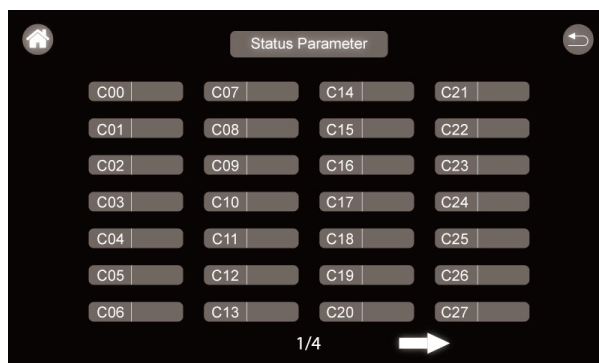 Status Parameter
C00 C07 C14 C21
C01 C08 C15 C22
C02 C09 C16 C23
C03 C10 C17 C24
C04 C11 C18 C25
C05 C12 C19 C26
C06 C13 C20 C27
1/4